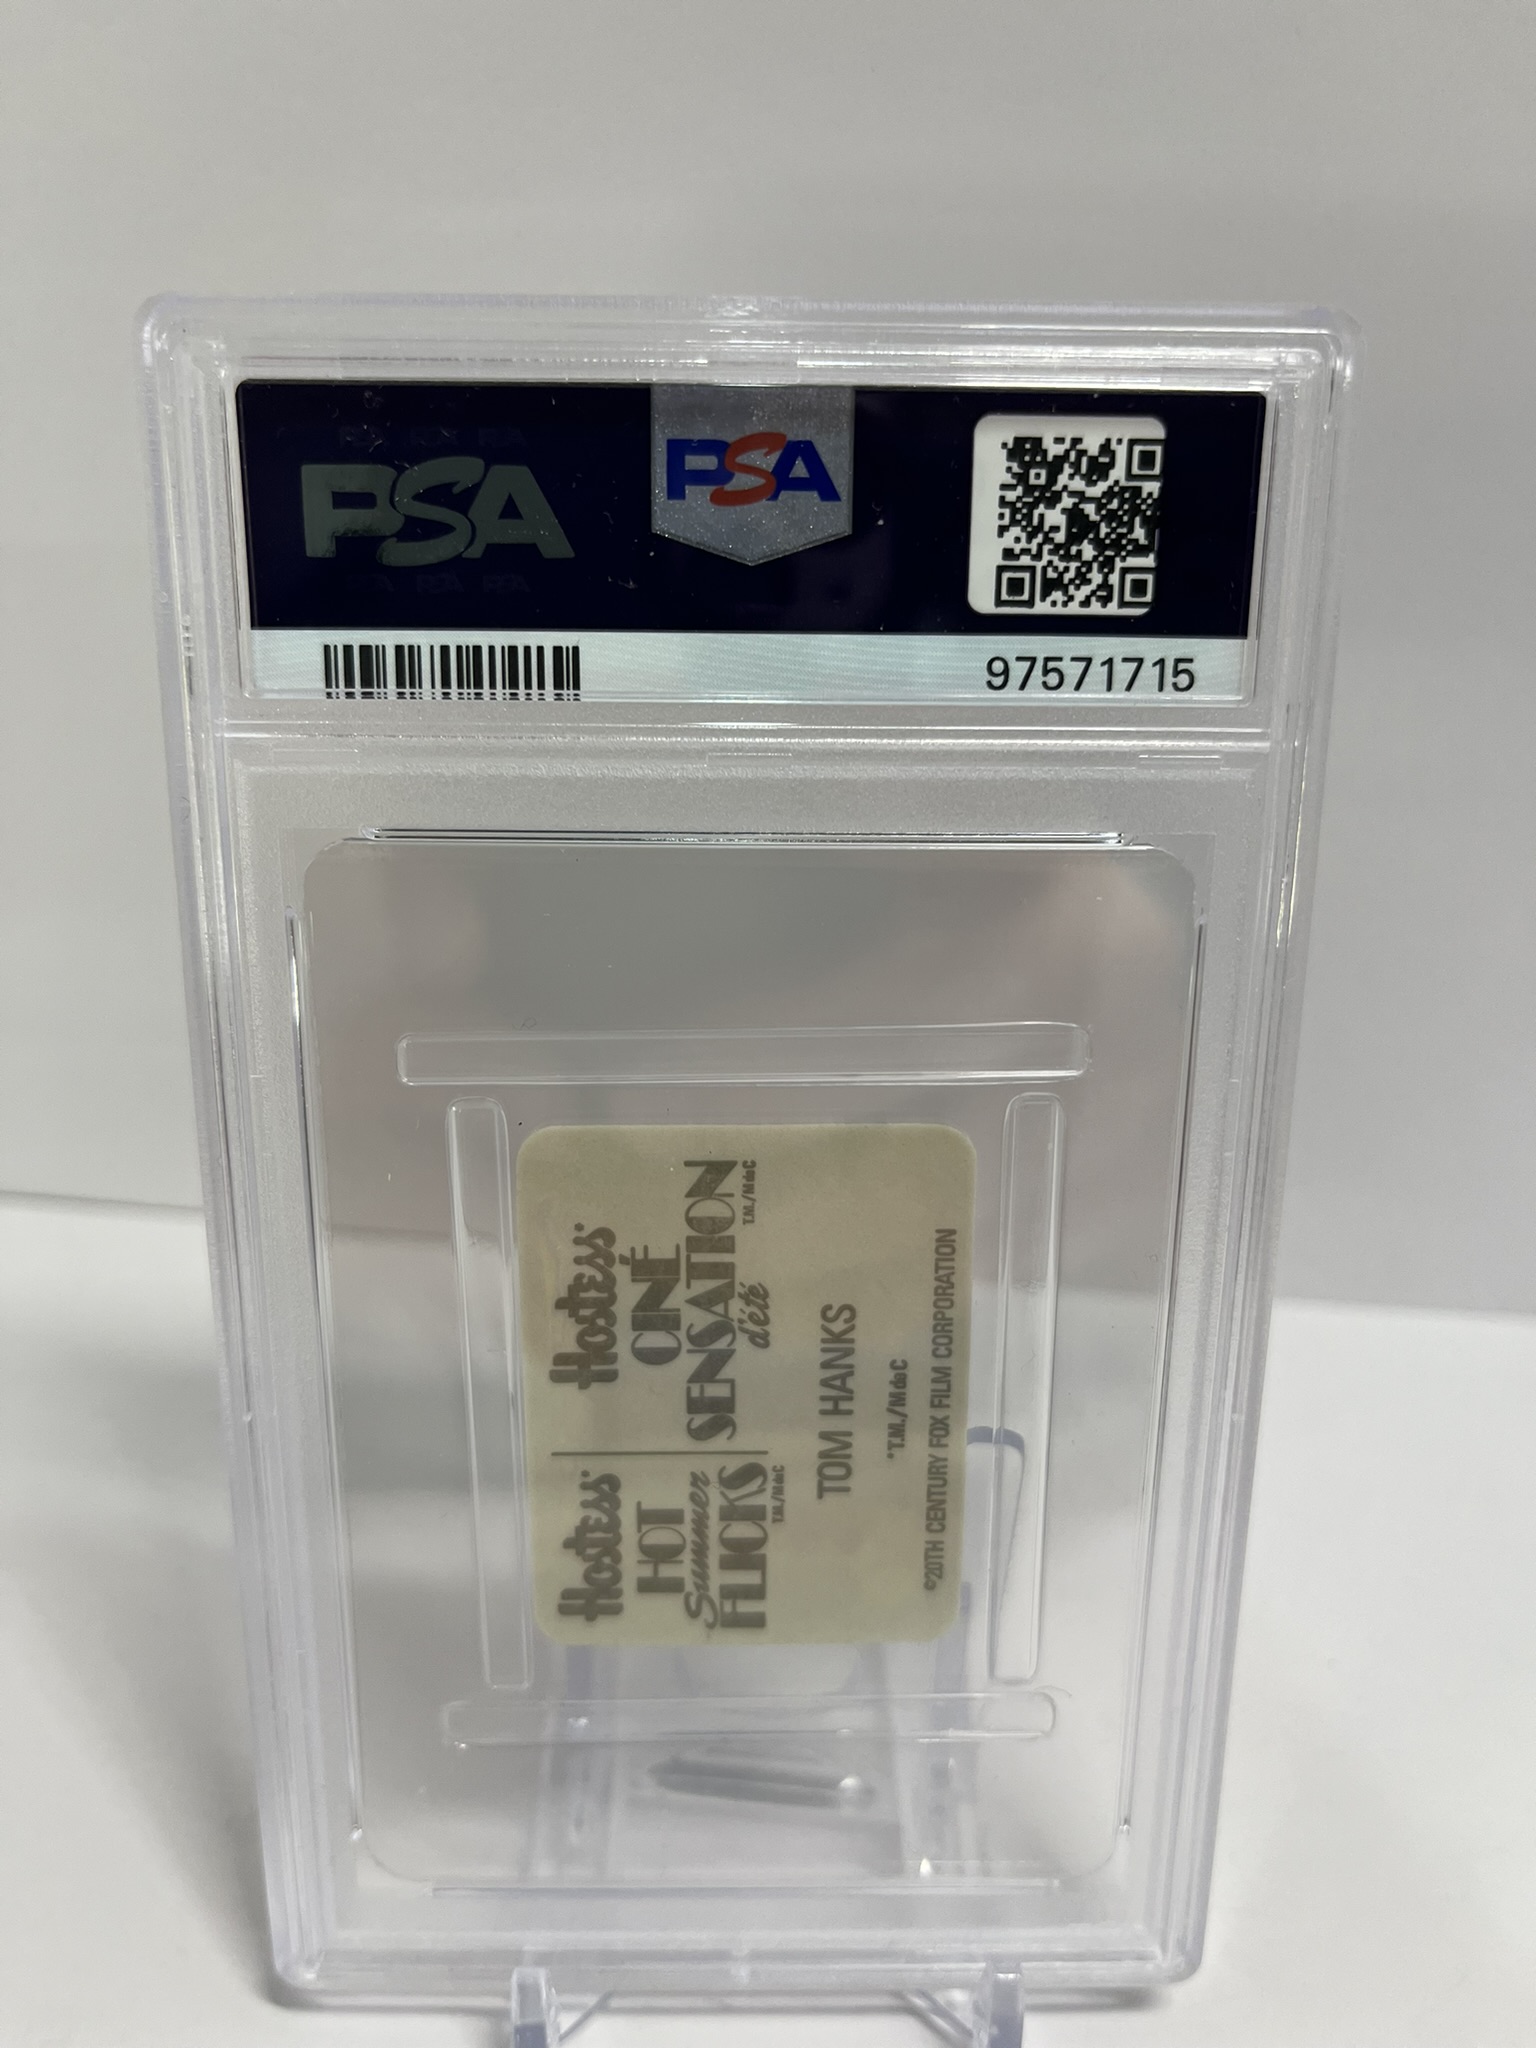 PSA
PSA
97571715
Hostess
HOT
Summer
FLICKS
T.M./M de C
Hostess
CINÉ
SENSATION
d'été
T.M./M de C
TOM HANKS
*T.M./M de C
©20TH CENTURY FOX FILM CORPORATION